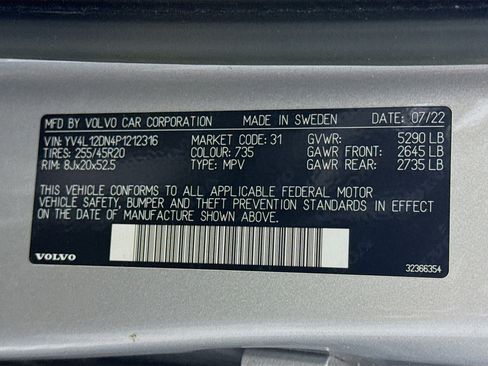 MFD BY VOLVO CAR CORPORATION MADE IN SWEDEN DATE 07/22
VIN: YV4L12DN4P1212316 MARKET CODE: 31 GVWR: 5290 LB
TIRES: 255/45R20 COLOUR: 735 GAWR FRONT: 2645 LB
RIM: 8Jx20x52.5 TYPE: MPV GAWR REAR: 2735 LB
THIS VEHICLE CONFORMS TO ALL APPLICABLE FEDERAL MOTOR
VEHICLE SAFETY, BUMPER AND THEFT PREVENTION STANDARDS IN EFFECT
ON THE DATE OF MANUFACTURE SHOWN ABOVE.
VOLVO
32366354